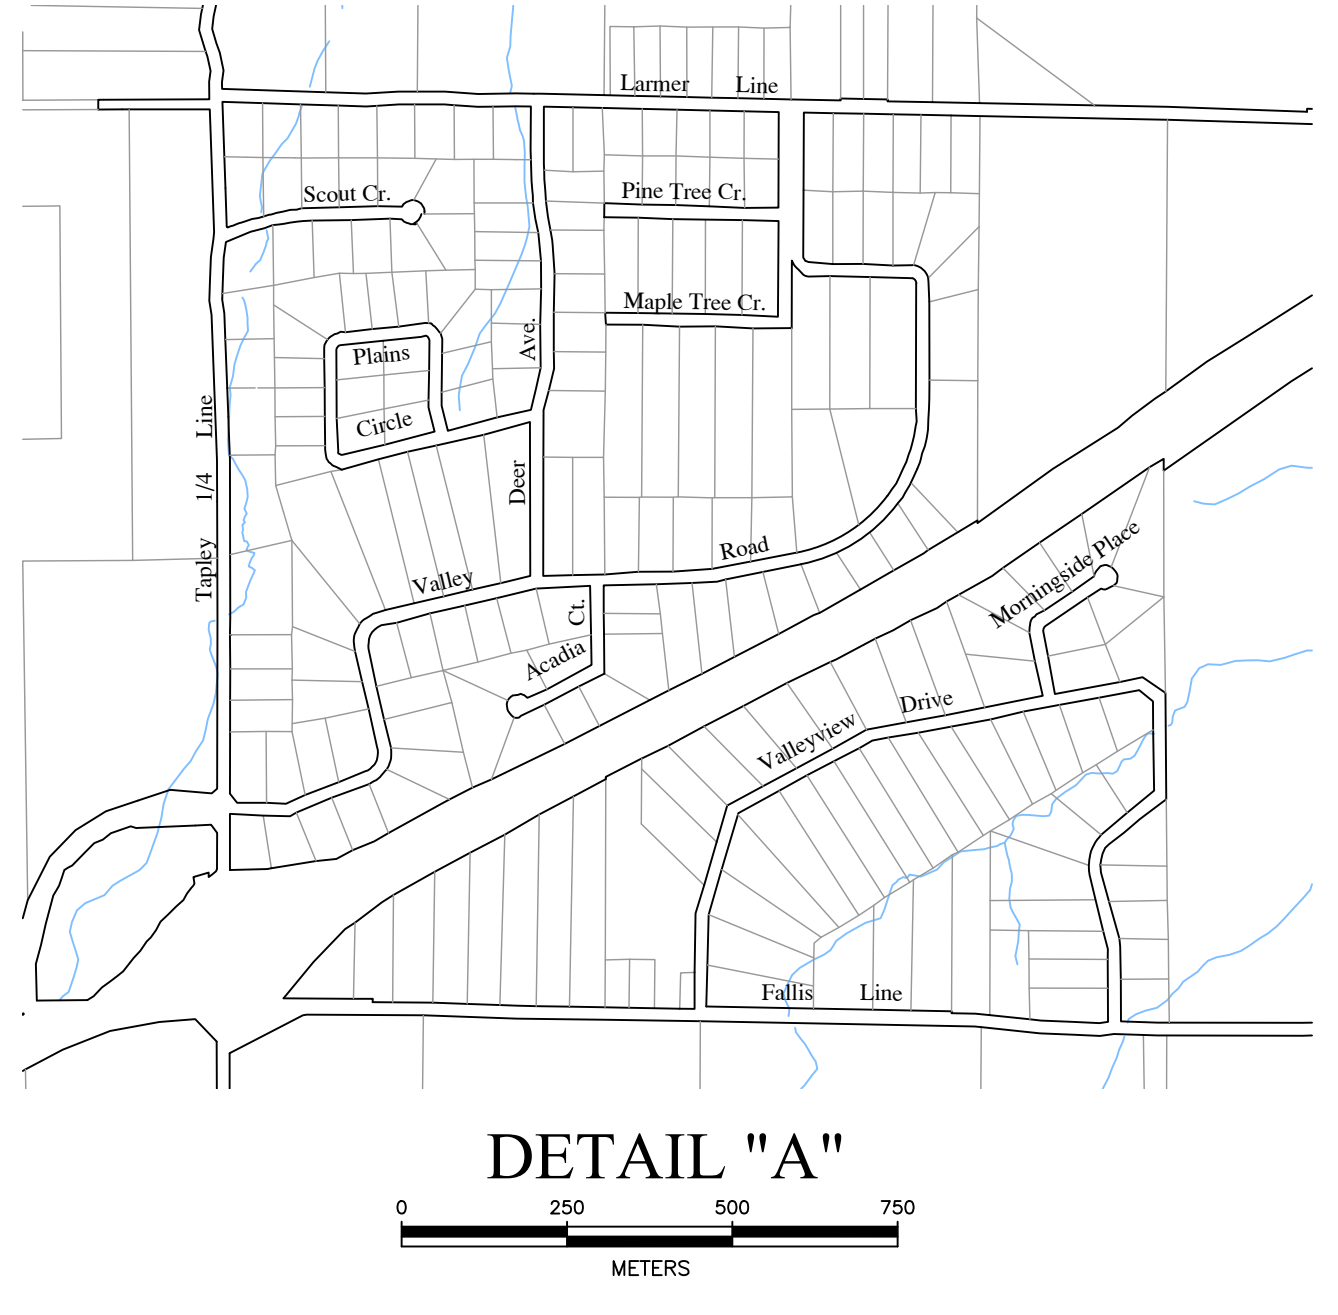 Larmer Line
Scout Cr.
Pine Tree Cr.
Maple Tree Cr.
Plains
Circle
Ave.
Deer
Tapley 1/4 Line
Valley
Road
Ct.
Acadia
Morningside Place
Valleyview
Drive
Fallis Line
DETAIL "A"
0 250 500 750
METERS